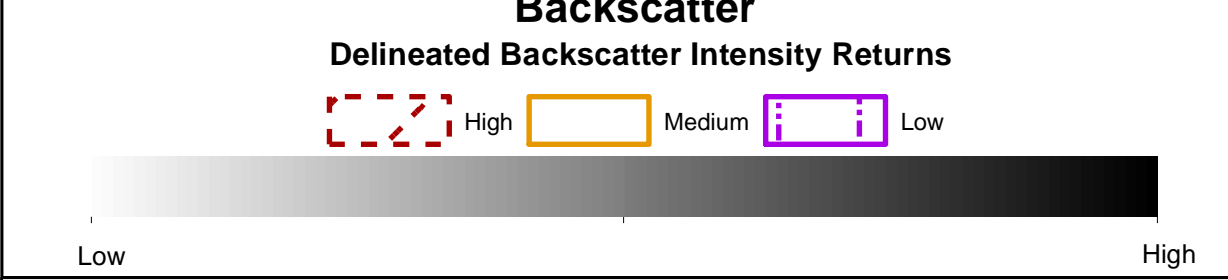 Backscatter
Delineated Backscatter Intensity Returns
High Medium Low
Low High